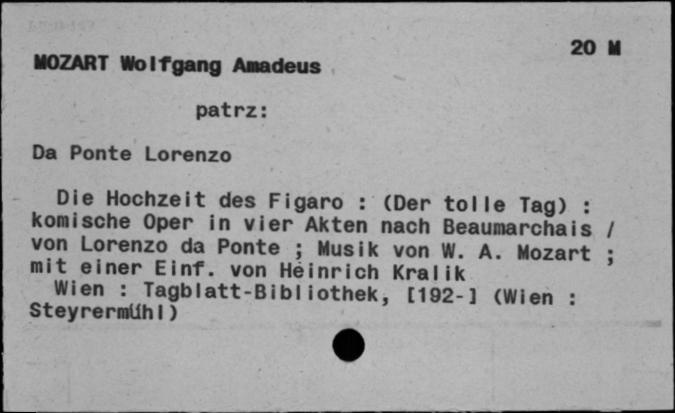 20 M
MOZART Wolfgang Amadeus
patrz:
Da Ponte Lorenzo
Die Hochzeit des Figaro : (Der tolle Tag) :
komische Oper in vier Akten nach Beaumarchais /
von Lorenzo da Ponte ; Musik von W. A. Mozart ;
mit einer Einf. von Heinrich Kralik
Wien : Tagblatt-Bibliothek, [192-] (Wien :
Steyrermühl)